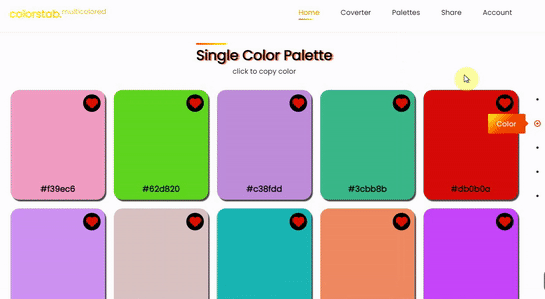 colorstab.multicolored
Home Coverter Palettes Share Account
Single Color Palette
click to copy color
#f39ec6 #62d820 #c38fdd #3cbb8b #db0b0a
Color